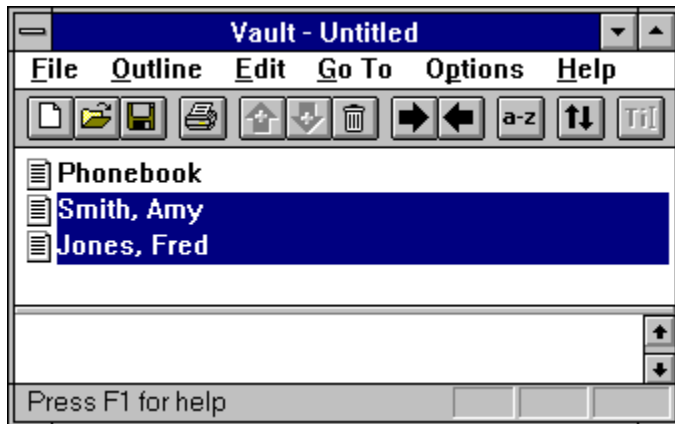 Vault - Untitled
File Outline Edit Go To Options Help
a-z
Phonebook
Smith, Amy
Jones, Fred
Press F1 for help